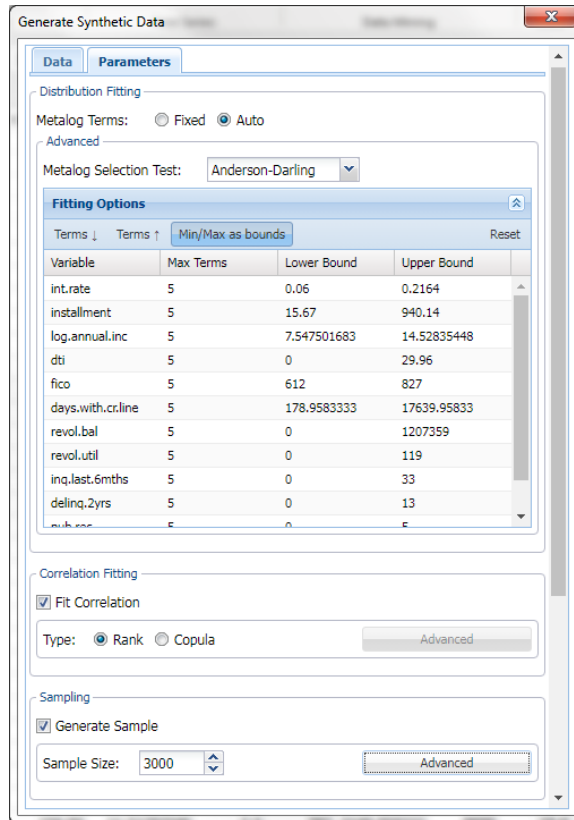 Generate Synthetic Data
Data Parameters
Distribution Fitting
Metalog Terms: Fixed Auto
Advanced
Metalog Selection Test: Anderson-Darling
Fitting Options
Terms ↓ Terms ↑ Min/Max as bounds Reset
Variable Max Terms Lower Bound Upper Bound
int.rate 5 0.06 0.2164
installment 5 15.67 940.14
log.annual.inc 5 7.547501683 14.52835448
dti 5 0 29.96
fico 5 612 827
days.with.cr.line 5 178.9583333 17639.95833
revol.bal 5 0 1207359
revol.util 5 0 119
inq.last.6mths 5 0 33
delinq.2yrs 5 0 13
pub.rec 5 0 5
Correlation Fitting
Fit Correlation
Type: Rank Copula Advanced
Sampling
Generate Sample
Sample Size: 3000 Advanced